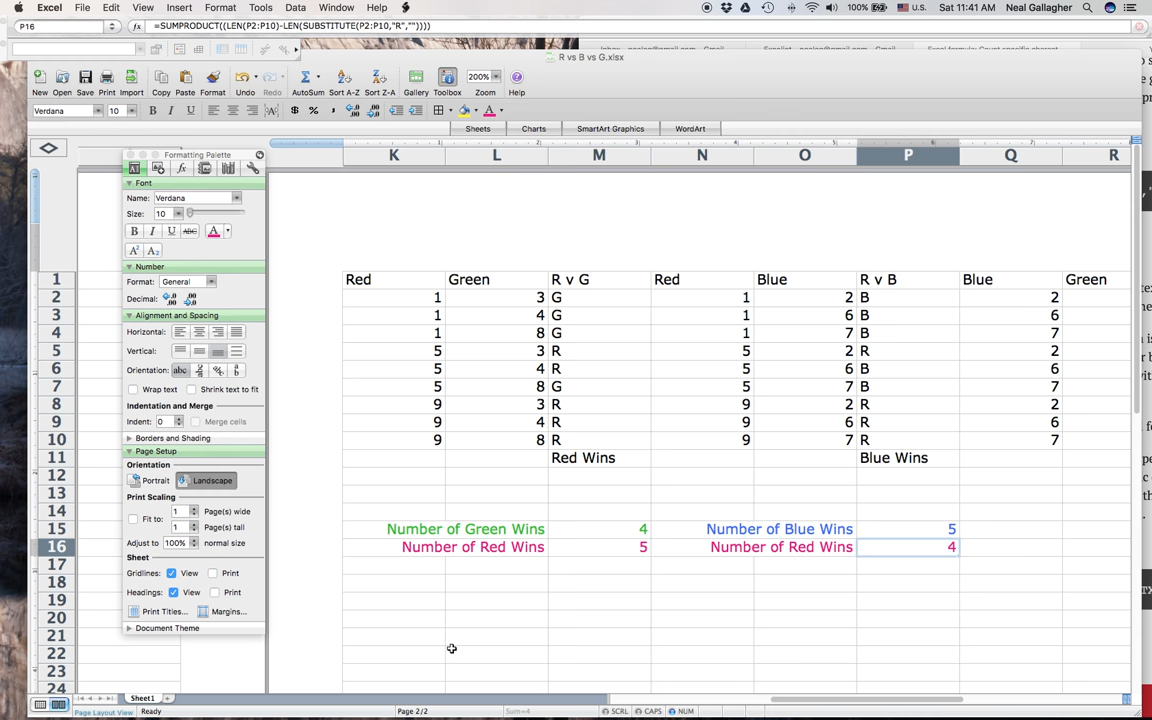 Excel File Edit View Insert Format Tools Data Window Help 100% U.S. Sat 11:41 AM Neal Gallagher
P16 fx =SUMPRODUCT((LEN(P2:P10)-LEN(SUBSTITUTE(P2:P10,"R",""))))
R vs B vs G.xlsx
200%
New Open Save Print Import Copy Paste Format Undo Redo AutoSum Sort A-Z Sort Z-A Gallery Toolbox Zoom Help
Verdana 10 B I U $ %
Sheets Charts SmartArt Graphics WordArt
Formatting Palette
Font
Name: Verdana
Size: 10
B I U ABC A
A² A₂
Number
Format: General
Decimal:
Alignment and Spacing
Horizontal:
Vertical:
Orientation: abc
Wrap text Shrink text to fit
Indentation and Merge
Indent: 0 Merge cells
Borders and Shading
Page Setup
Orientation
Portrait Landscape
Print Scaling
Fit to: 1 Page(s) wide
1 Page(s) tall
Adjust to 100% normal size
Sheet
Gridlines: View Print
Headings: View Print
Print Titles... Margins...
Document Theme
K L M N O P Q R
1 Red Green R v G Red Blue R v B Blue Green
2 1 3 G 1 2 B 2
3 1 4 G 1 6 B 6
4 1 8 G 1 7 B 7
5 5 3 R 5 2 R 2
6 5 4 R 5 6 B 6
7 5 8 G 5 7 B 7
8 9 3 R 9 2 R 2
9 9 4 R 9 6 R 6
10 9 8 R 9 7 R 7
11 Red Wins Blue Wins
12
13
14
15 Number of Green Wins 4 Number of Blue Wins 5
16 Number of Red Wins 5 Number of Red Wins 4
17
18
19
20
21
22
23
24
Sheet1
Page Layout View Ready Page 2/2 Sum=4 SCRL CAPS NUM